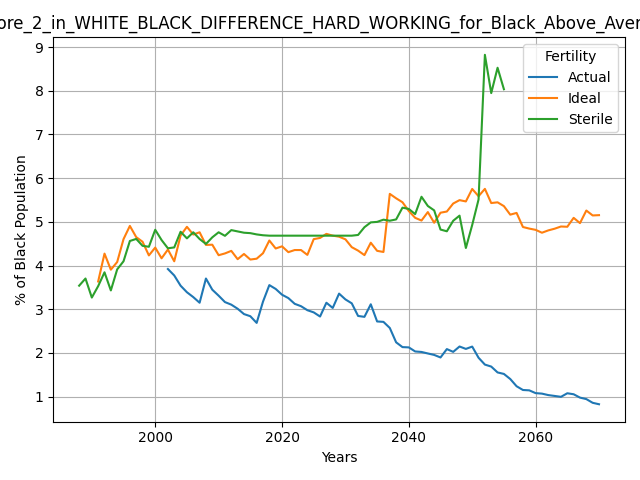 ore_2_in_WHITE_BLACK_DIFFERENCE_HARD_WORKING_for_Black_Above_Aver
9
8
7
6
5
4
3
2
1
% of Black Population
Fertility
Actual
Ideal
Sterile
2000 2020 2040 2060
Years